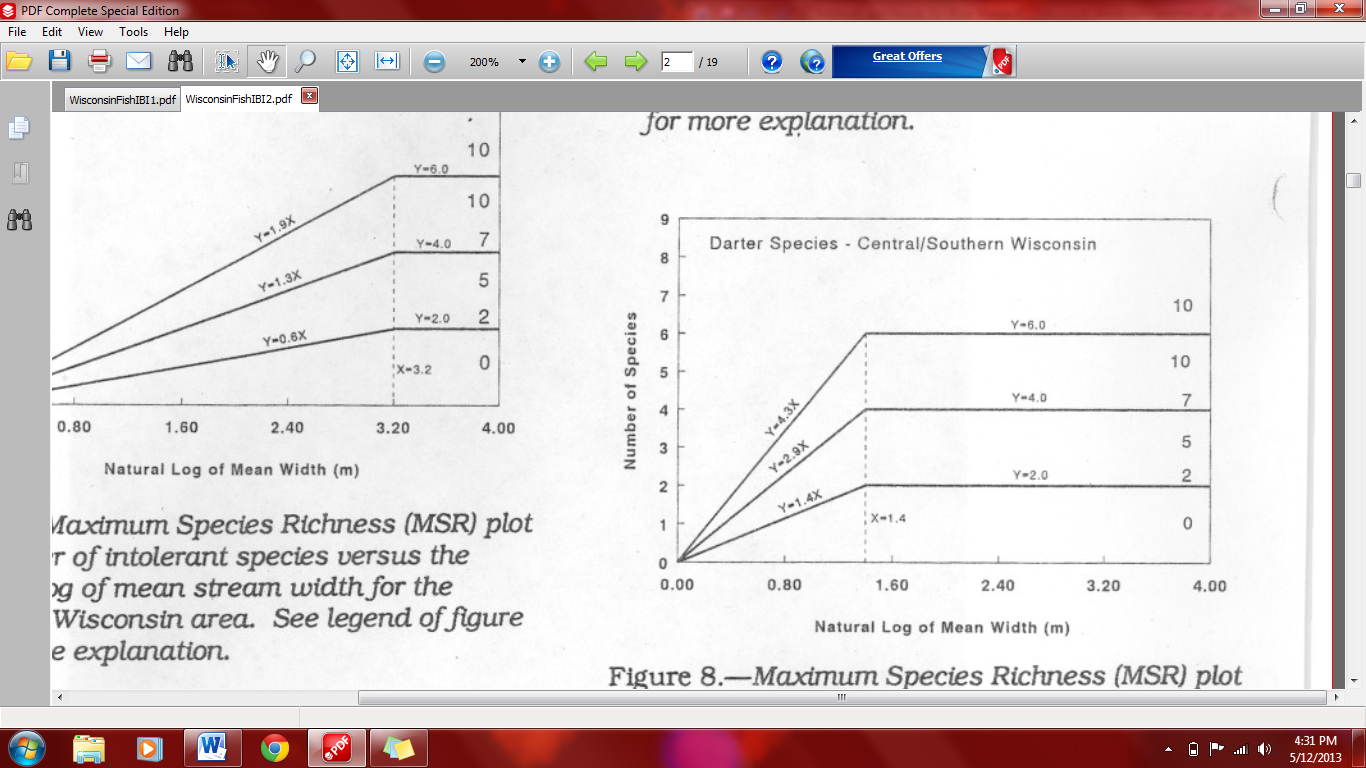 PDF Complete Special Edition
File Edit View Tools Help
200%
2 / 19
Great Offers
PDF
WisconsinFishIBI1.pdf
WisconsinFishIBI2.pdf
10
Y=6.0
10
Y=1.9X
Y=4.0
7
Y=1.3X
5
Y=2.0
2
Y=0.6X
X=3.2
0
0.80 1.60 2.40 3.20 4.00
Natural Log of Mean Width (m)
Maximum Species Richness (MSR) plot
r of intolerant species versus the
og of mean stream width for the
Wisconsin area. See legend of figure
e explanation.
for more explanation.
9
Darter Species - Central/Southern Wisconsin
8
7
10
Y=6.0
6
10
5
Y=4.0
7
4
Y=4.3X
5
3
Y=2.9X
Y=2.0
2
2
Y=1.4X
X=1.4
0
1
0
Number of Species
0.00 0.80 1.60 2.40 3.20 4.00
Natural Log of Mean Width (m)
Figure 8.—Maximum Species Richness (MSR) plot
PDF
4:31 PM
5/12/2013